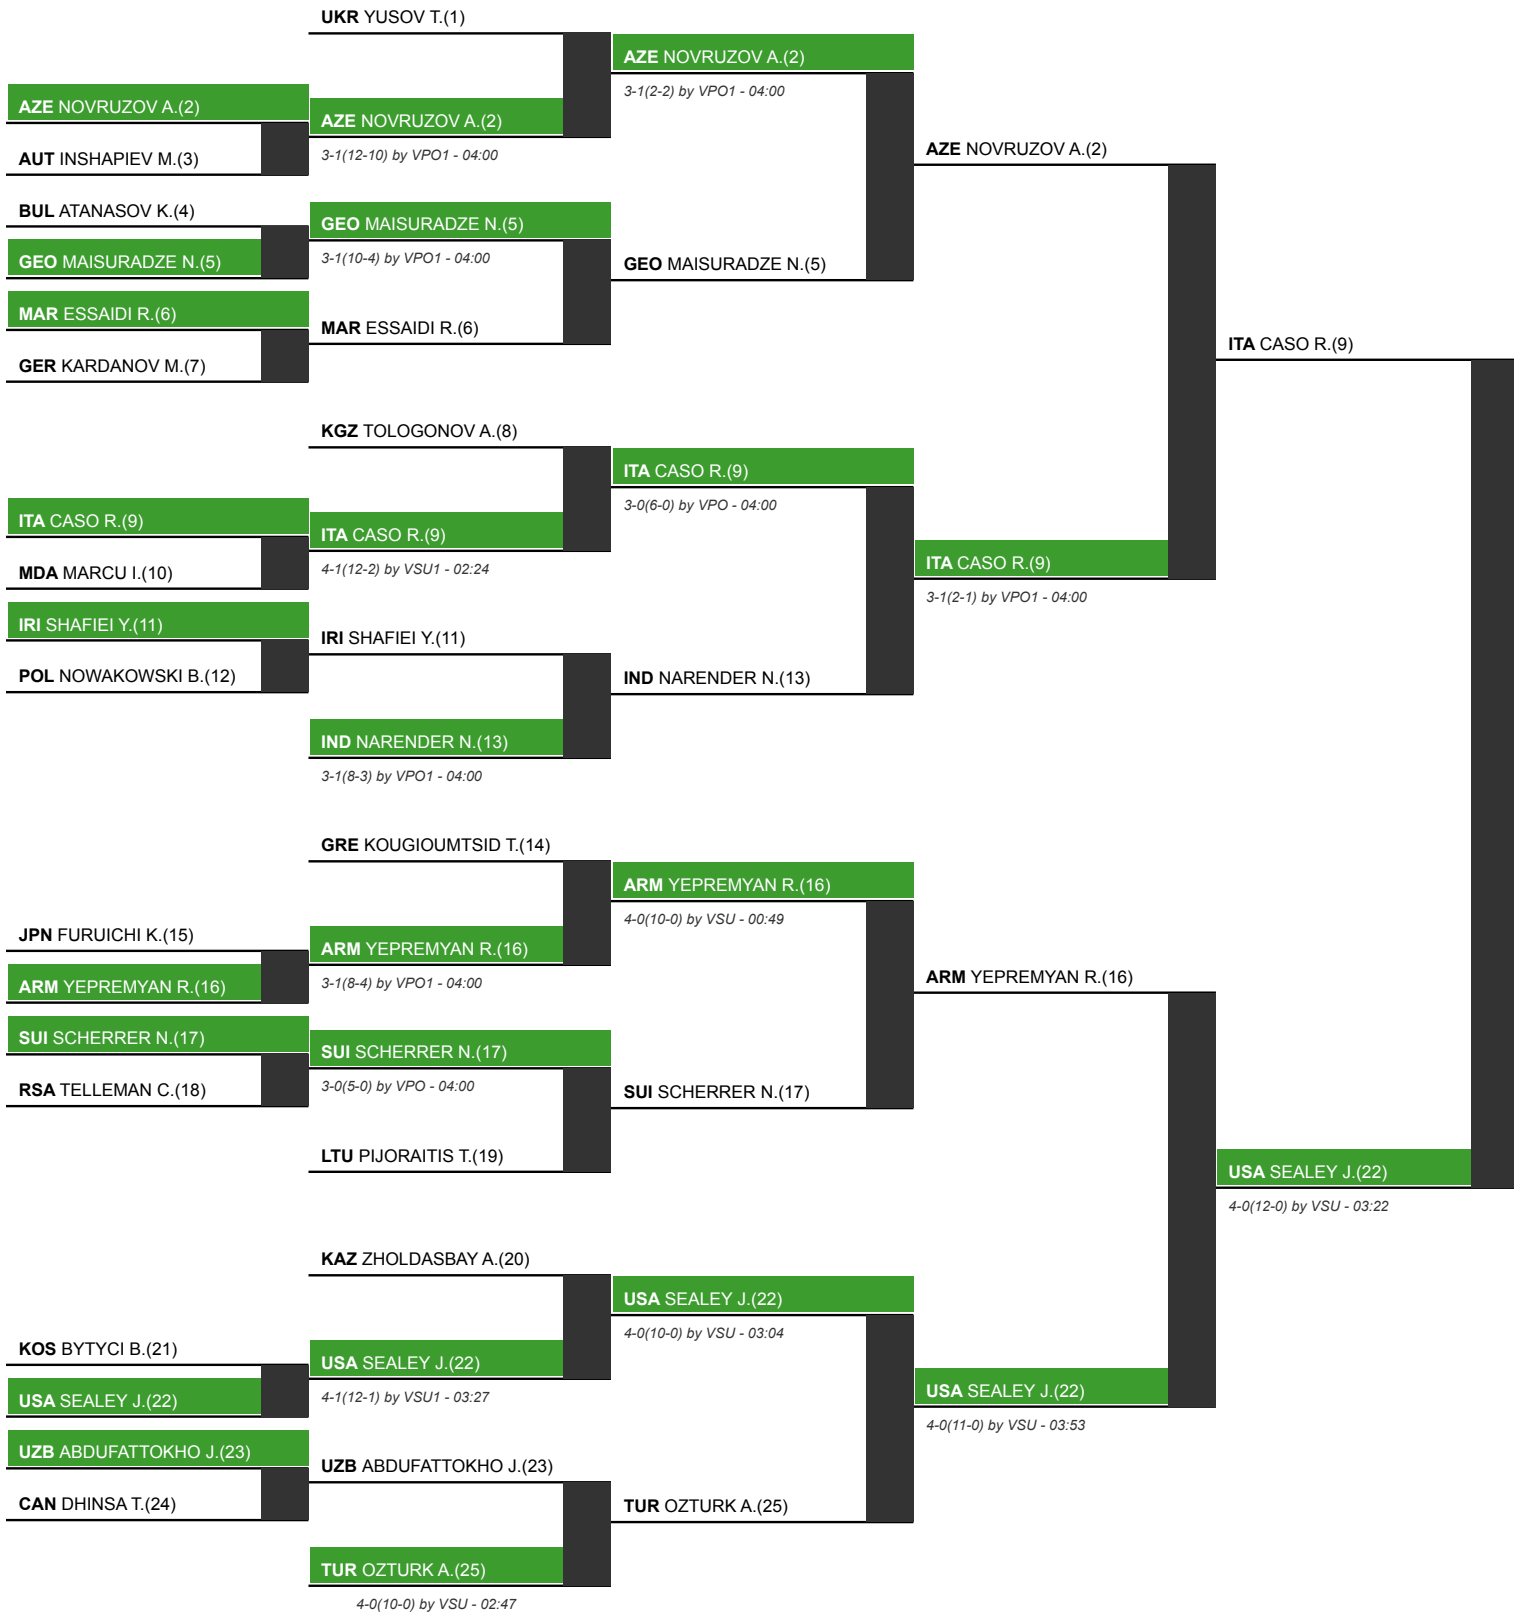 UKR YUSOV T.(1)
AZE NOVRUZOV A.(2)
3-1(2-2) by VPO1 - 04:00
AZE NOVRUZOV A.(2)
AZE NOVRUZOV A.(2)
3-1(12-10) by VPO1 - 04:00
AUT INSHAPIEV M.(3)
AZE NOVRUZOV A.(2)
BUL ATANASOV K.(4)
GEO MAISURADZE N.(5)
3-1(10-4) by VPO1 - 04:00
GEO MAISURADZE N.(5)
GEO MAISURADZE N.(5)
MAR ESSAIDI R.(6)
MAR ESSAIDI R.(6)
GER KARDANOV M.(7)
ITA CASO R.(9)
KGZ TOLOGONOV A.(8)
ITA CASO R.(9)
3-0(6-0) by VPO - 04:00
ITA CASO R.(9)
ITA CASO R.(9)
4-1(12-2) by VSU1 - 02:24
MDA MARCU I.(10)
ITA CASO R.(9)
3-1(2-1) by VPO1 - 04:00
IRI SHAFIEI Y.(11)
IRI SHAFIEI Y.(11)
POL NOWAKOWSKI B.(12)
IND NARENDER N.(13)
IND NARENDER N.(13)
3-1(8-3) by VPO1 - 04:00
GRE KOUGIOUMTSID T.(14)
ARM YEPREMYAN R.(16)
4-0(10-0) by VSU - 00:49
JPN FURUICHI K.(15)
ARM YEPREMYAN R.(16)
3-1(8-4) by VPO1 - 04:00
ARM YEPREMYAN R.(16)
ARM YEPREMYAN R.(16)
SUI SCHERRER N.(17)
SUI SCHERRER N.(17)
3-0(5-0) by VPO - 04:00
RSA TELLEMAN C.(18)
SUI SCHERRER N.(17)
LTU PIJORAITIS T.(19)
USA SEALEY J.(22)
4-0(12-0) by VSU - 03:22
KAZ ZHOLDASBAY A.(20)
USA SEALEY J.(22)
4-0(10-0) by VSU - 03:04
KOS BYTYCI B.(21)
USA SEALEY J.(22)
4-1(12-1) by VSU1 - 03:27
USA SEALEY J.(22)
USA SEALEY J.(22)
4-0(11-0) by VSU - 03:53
UZB ABDUFATTOKHO J.(23)
UZB ABDUFATTOKHO J.(23)
CAN DHINSA T.(24)
TUR OZTURK A.(25)
TUR OZTURK A.(25)
4-0(10-0) by VSU - 02:47